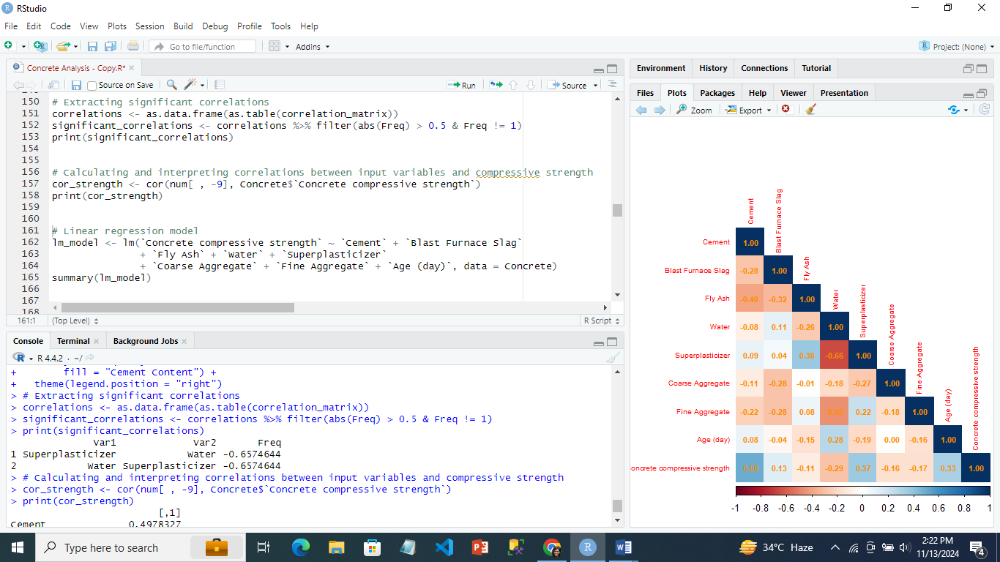 RStudio
File Edit Code View Plots Session Build Debug Profile Tools Help
Go to file/function
Addins
Project: (None)
Concrete Analysis - Copy.R*
Source on Save
Run
Source
150 # Extracting significant correlations
151 correlations <- as.data.frame(as.table(correlation_matrix))
152 significant_correlations <- correlations %>% filter(abs(Freq) > 0.5 & Freq != 1)
153 print(significant_correlations)
154
155
156 # Calculating and interpreting correlations between input variables and compressive strength
157 cor_strength <- cor(num[ , -9], Concrete$`Concrete compressive strength`)
158 print(cor_strength)
159
160
161 # Linear regression model
162 lm_model <- lm(`Concrete compressive strength` ~ `Cement` + `Blast Furnace Slag`
163 + `Fly Ash` + `Water` + `Superplasticizer`
164 + `Coarse Aggregate` + `Fine Aggregate` + `Age (day)`, data = Concrete)
165 summary(lm_model)
166
167
168
161:1 (Top Level) R Script
Console Terminal Background Jobs
R 4.4.2 · ~/
+ fill = "Cement Content") +
+ theme(legend.position = "right")
> # Extracting significant correlations
> correlations <- as.data.frame(as.table(correlation_matrix))
> significant_correlations <- correlations %>% filter(abs(Freq) > 0.5 & Freq != 1)
> print(significant_correlations)
Var1 Var2 Freq
1 Superplasticizer Water -0.6574644
2 Water Superplasticizer -0.6574644
> # Calculating and interpreting correlations between input variables and compressive strength
> cor_strength <- cor(num[ , -9], Concrete$`Concrete compressive strength`)
> print(cor_strength)
[,1]
Cement 0.4978327
Environment History Connections Tutorial
Files Plots Packages Help Viewer Presentation
Zoom Export
Cement
Blast Furnace Slag
Fly Ash
Water
Superplasticizer
Coarse Aggregate
Fine Aggregate
Age (day)
Concrete compressive strength
Cement 1.00
Blast Furnace Slag -0.28 1.00
Fly Ash -0.40 -0.32 1.00
Water -0.08 0.11 -0.26 1.00
Superplasticizer 0.09 0.04 0.38 -0.66 1.00
Coarse Aggregate -0.11 -0.28 -0.01 -0.18 -0.27 1.00
Fine Aggregate -0.22 -0.28 0.08 -0.45 0.22 -0.18 1.00
Age (day) 0.08 -0.04 -0.15 0.28 -0.19 0.00 -0.16 1.00
oncrete compressive strength 0.50 0.13 -0.11 -0.29 0.37 -0.16 -0.17 0.33 1.00
-1 -0.8 -0.6 -0.4 -0.2 0 0.2 0.4 0.6 0.8 1
Type here to search
34°C Haze
2:22 PM
11/13/2024
4